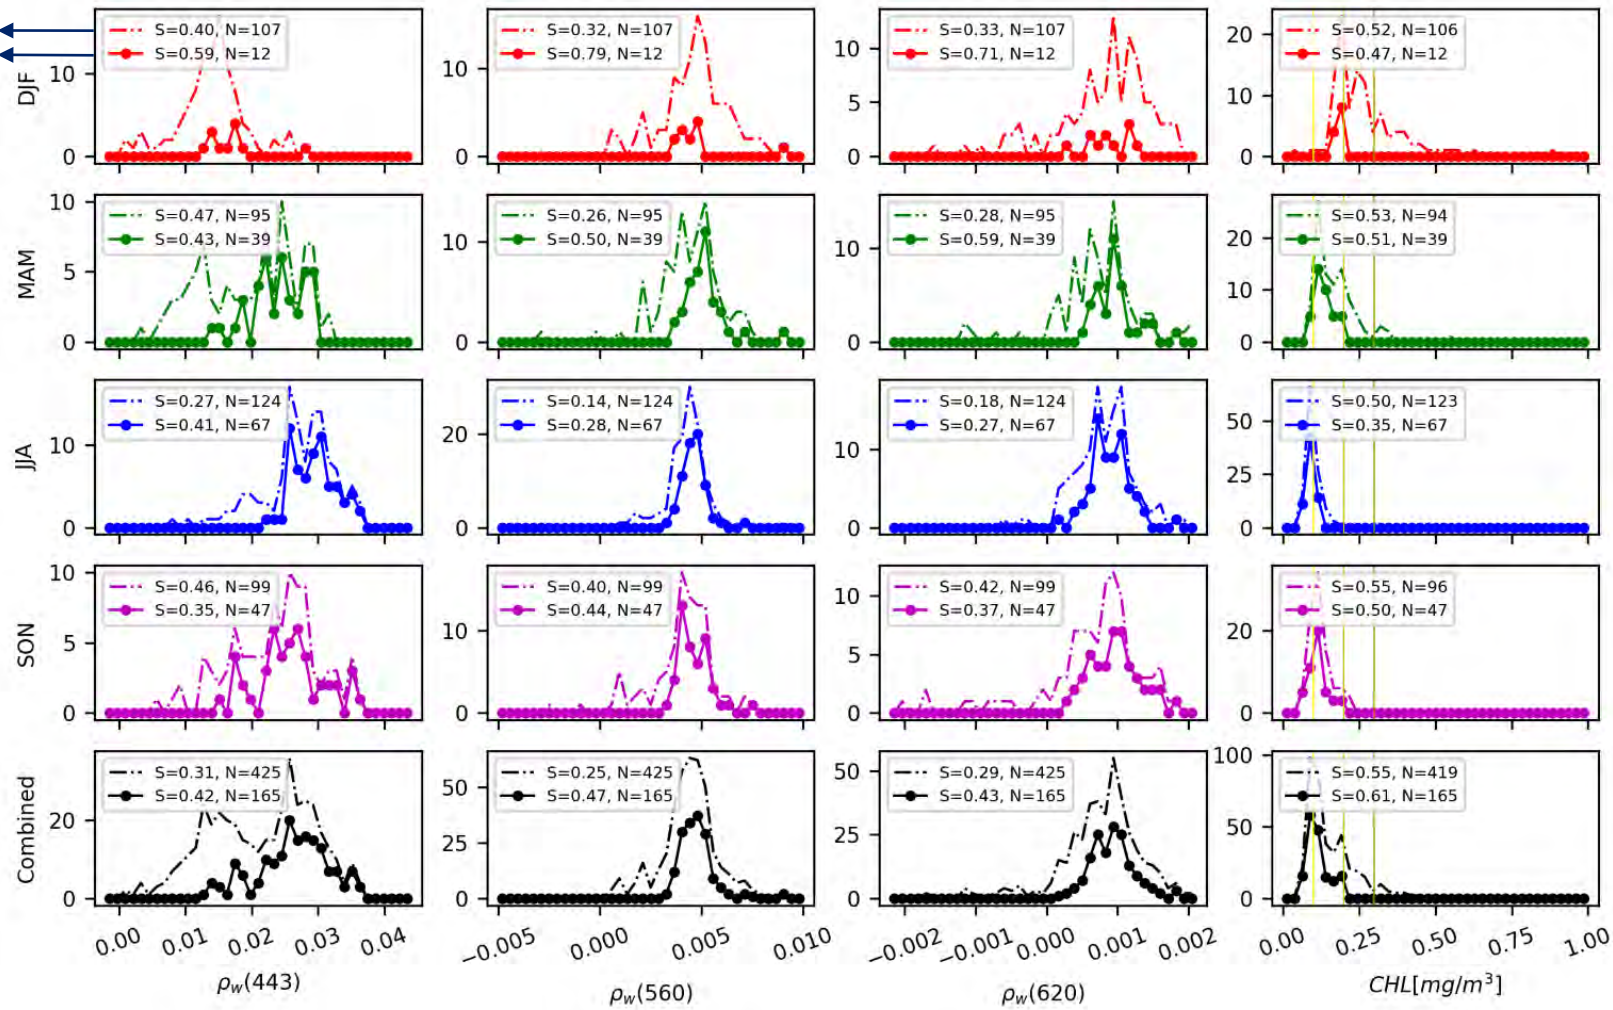 S=0.40, N=107
S=0.59, N=12
S=0.32, N=107
S=0.79, N=12
S=0.33, N=107
S=0.71, N=12
S=0.52, N=106
S=0.47, N=12
DJF
10
0
10
0
10
5
0
20
10
0
S=0.47, N=95
S=0.43, N=39
S=0.26, N=95
S=0.50, N=39
S=0.28, N=95
S=0.59, N=39
S=0.53, N=94
S=0.51, N=39
MAM
10
5
0
10
0
10
0
20
10
0
S=0.27, N=124
S=0.41, N=67
S=0.14, N=124
S=0.28, N=67
S=0.18, N=124
S=0.27, N=67
S=0.50, N=123
S=0.35, N=67
JJA
10
0
20
0
10
0
50
25
0
S=0.46, N=99
S=0.35, N=47
S=0.40, N=99
S=0.44, N=47
S=0.42, N=99
S=0.37, N=47
S=0.55, N=96
S=0.50, N=47
SON
10
5
0
10
0
10
5
0
20
0
S=0.31, N=425
S=0.42, N=165
S=0.25, N=425
S=0.47, N=165
S=0.29, N=425
S=0.43, N=165
S=0.55, N=419
S=0.61, N=165
Combined
20
0
50
25
0
50
25
0
100
50
0
0.00 0.01 0.02 0.03 0.04
−0.005 0.000 0.005 0.010
−0.002 −0.001 0.000 0.001 0.002
0.00 0.25 0.50 0.75 1.00
ρw(443)
ρw(560)
ρw(620)
CHL[mg/m³]